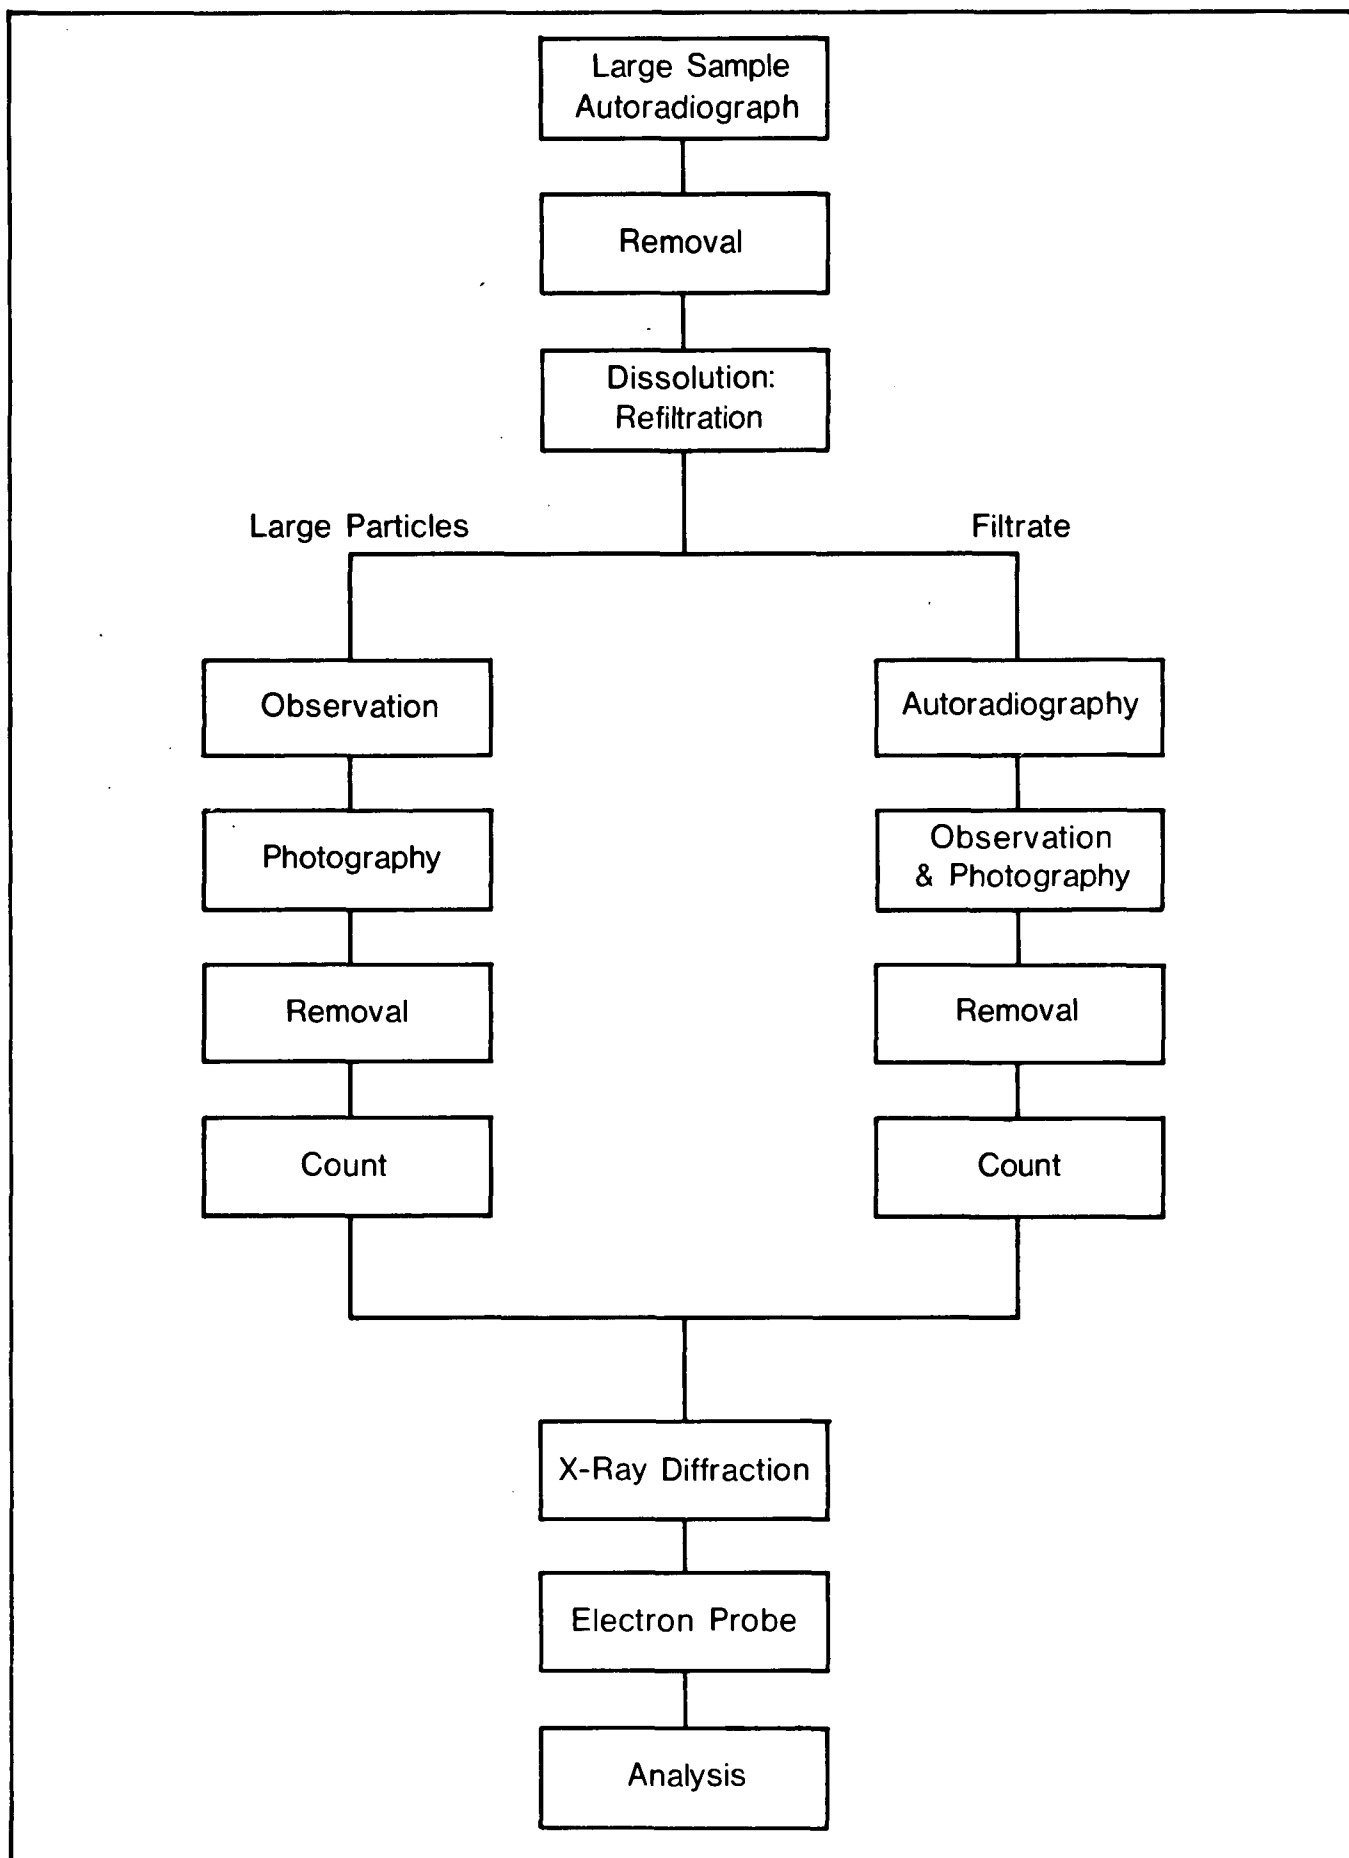 Large Sample
Autoradiograph
Removal
Dissolution:
Refiltration
Large Particles
Filtrate
Observation
Photography
Removal
Count
Autoradiography
Observation
& Photography
Removal
Count
X-Ray Diffraction
Electron Probe
Analysis